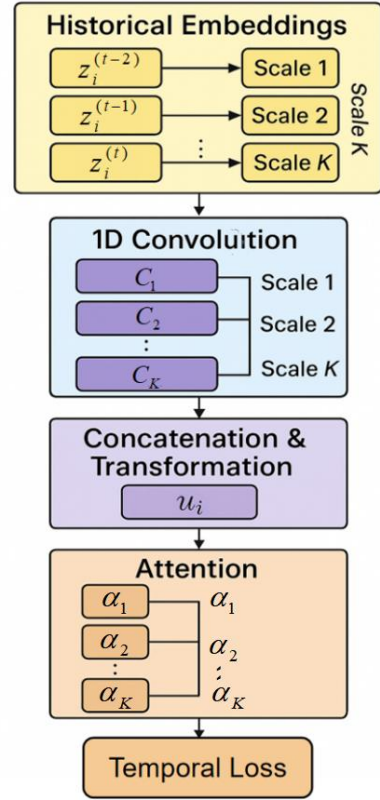 Historical Embeddings
z_i^{(t-2)} Scale 1
z_i^{(t-1)} Scale 2
⋮
z_i^{(t)} Scale K
Scale K
1D Convoluition
C_1 Scale 1
C_2 Scale 2
⋮
C_K Scale K
Concatenation &
Transformation
u_i
Attention
α_1 α_1
α_2 α_2
⋮ ⋮
α_K α_K
Temporal Loss